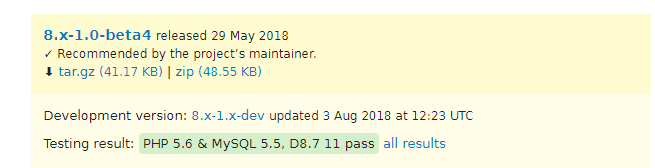 8.x-1.0-beta4 released 29 May 2018
✓ Recommended by the project’s maintainer.
⬇ tar.gz (41.17 KB) | zip (48.55 KB)
Development version: 8.x-1.x-dev updated 3 Aug 2018 at 12:23 UTC
Testing result: PHP 5.6 & MySQL 5.5, D8.7 11 pass all results